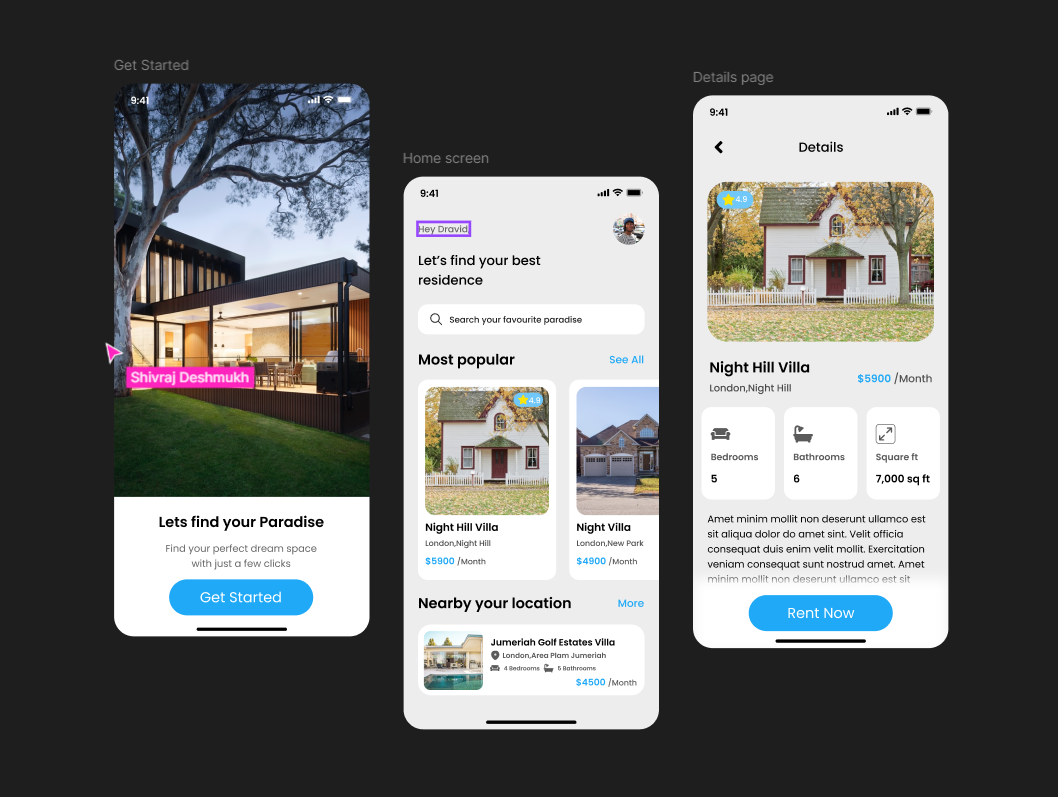 Get Started
9:41
Shivraj Deshmukh
Lets find your Paradise
Find your perfect dream space
with just a few clicks
Get Started
Home screen
9:41
Hey Dravid,
Let’s find your best
residence
Search your favourite paradise
Most popular
See All
4.9
Night Hill Villa
London,Night Hill
$5900 /Month
Night Villa
London,New Park
$4900 /Month
Nearby your location
More
Jumeriah Golf Estates Villa
London,Area Plam Jumeriah
4 Bedrooms
5 Bathrooms
$4500 /Month
Details page
9:41
Details
4.9
Night Hill Villa
London,Night Hill
$5900 /Month
Bedrooms
5
Bathrooms
6
Square ft
7,000 sq ft
Amet minim mollit non deserunt ullamco est
sit aliqua dolor do amet sint. Velit officia
consequat duis enim velit mollit. Exercitation
veniam consequat sunt nostrud amet. Amet
minim mollit non deserunt ullamco est sit
Rent Now